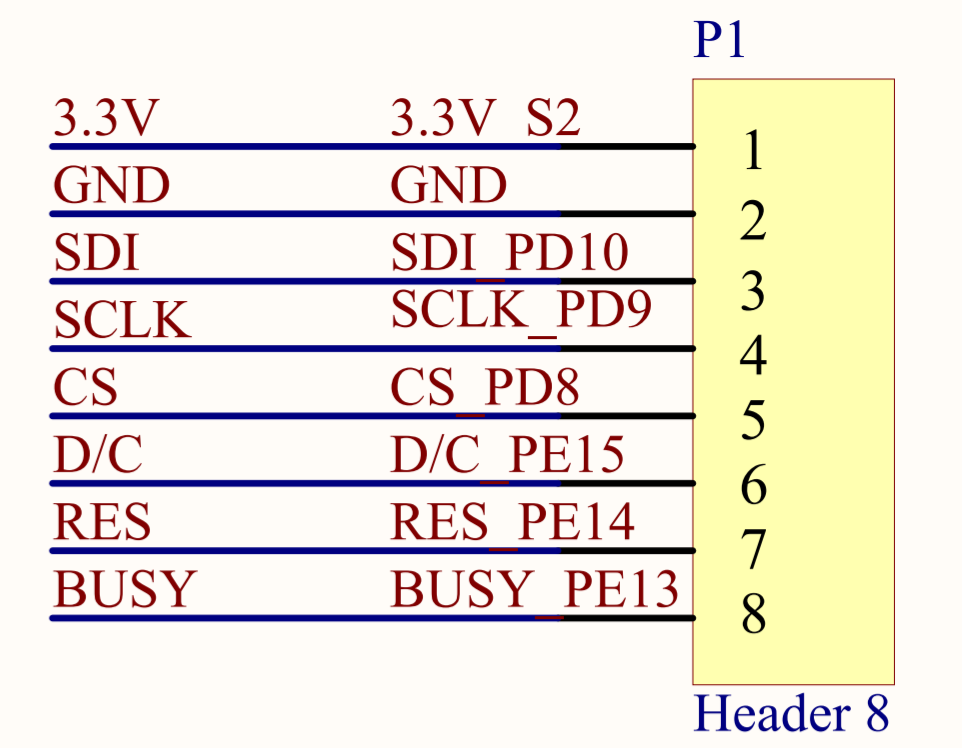 P1
3.3V 3.3V_S2 1
GND GND 2
SDI SDI_PD10 3
SCLK SCLK_PD9 4
CS CS_PD8 5
D/C D/C_PE15 6
RES RES_PE14 7
BUSY BUSY_PE13 8
Header 8